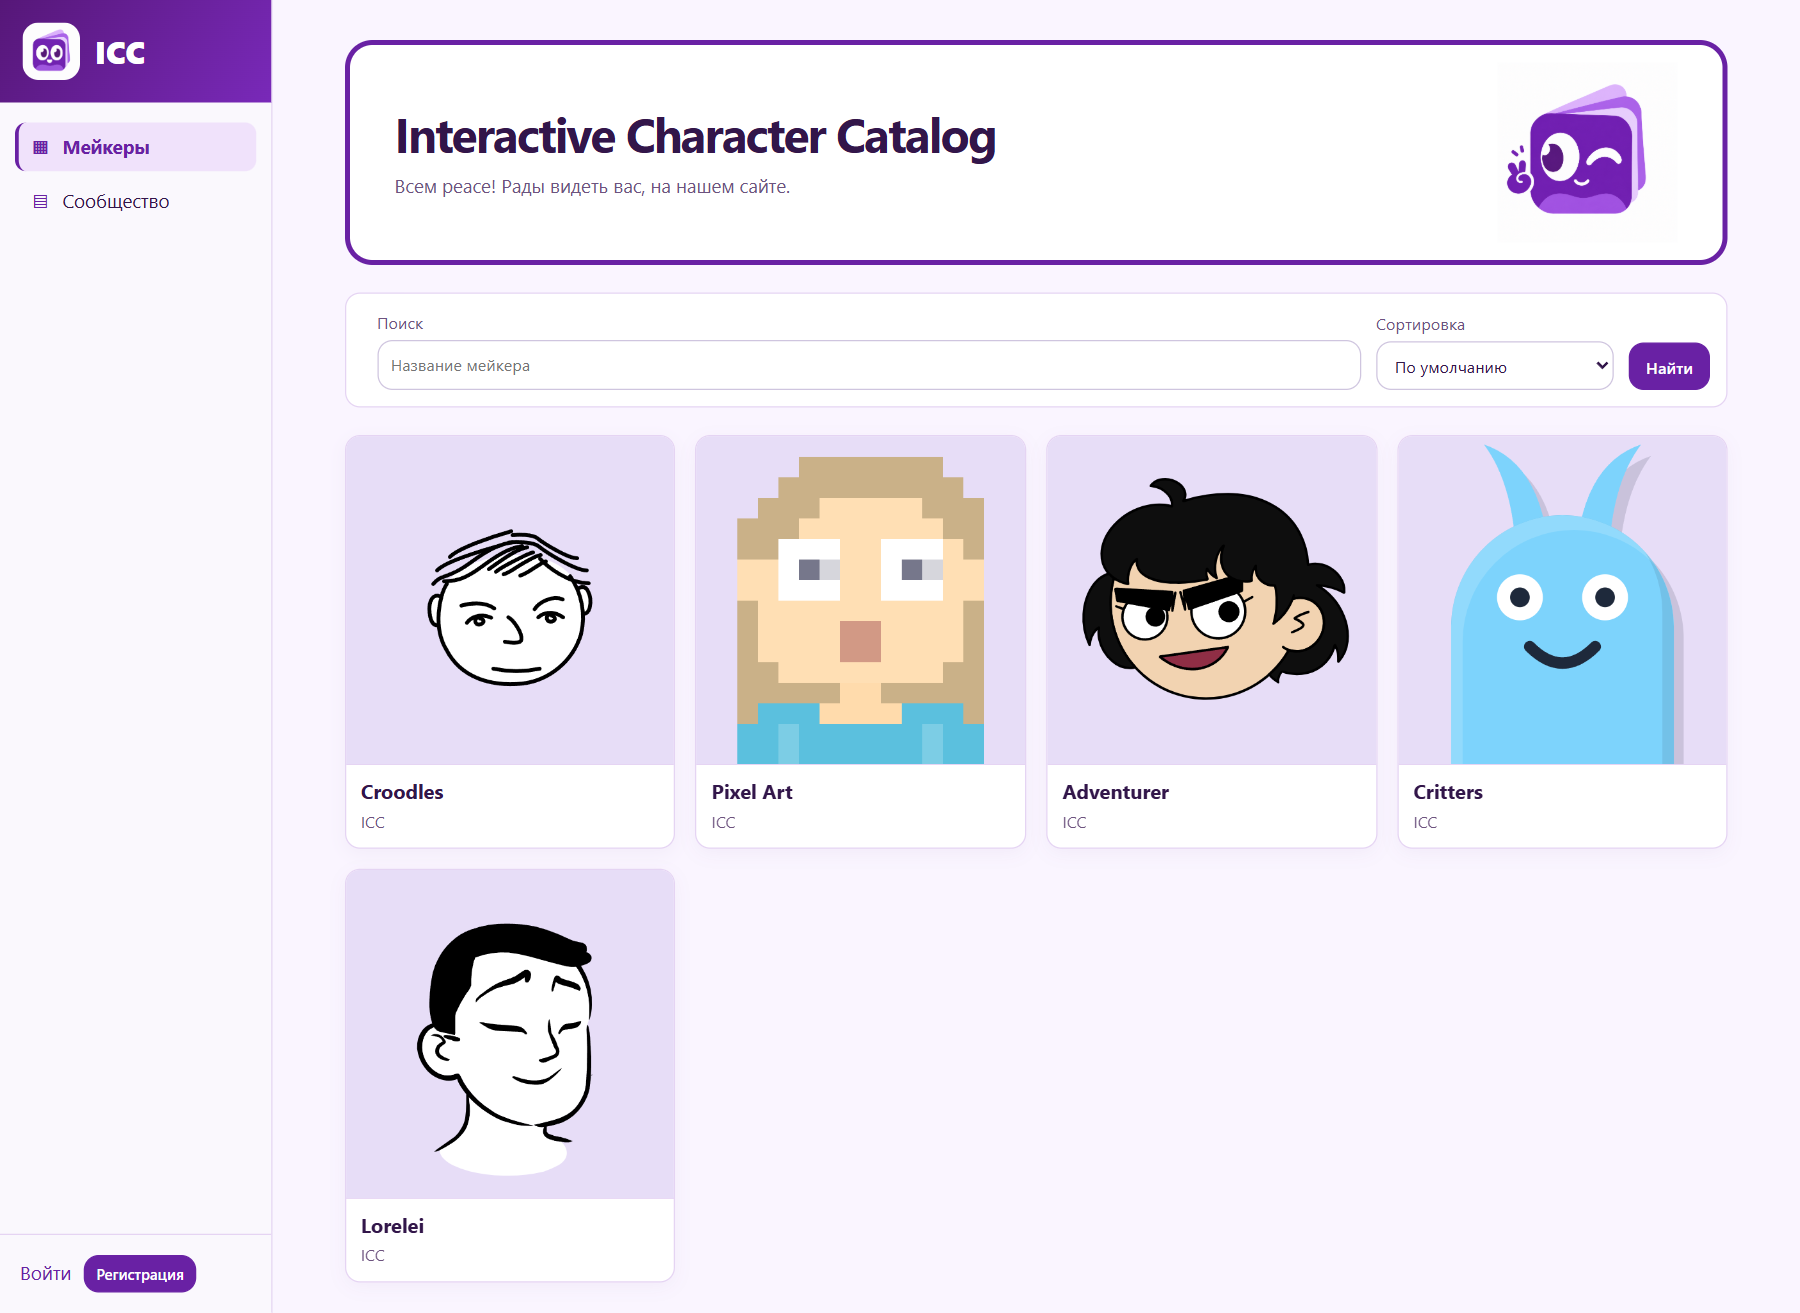 ICC
Мейкеры
Сообщество
Interactive Character Catalog
Всем peace! Рады видеть вас, на нашем сайте.
Поиск
Название мейкера
Сортировка
По умолчанию
Найти
Croodles
ICC
Pixel Art
ICC
Adventurer
ICC
Critters
ICC
Lorelei
ICC
Войти
Регистрация